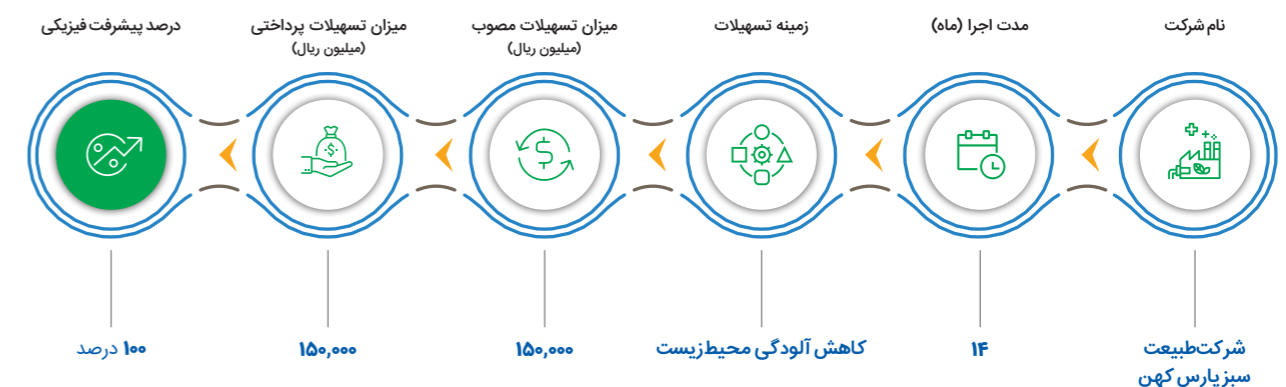 نام شرکت
مدت اجرا (ماه)
زمینه تسهیلات
میزان تسهیلات مصوب
(میلیون ریال)
میزان تسهیلات پرداختی
(میلیون ریال)
درصد پیشرفت فیزیکی
شرکت طبیعت
سبز پارس کهن
۱۴
کاهش آلودگی محیط زیست
۱۵۰,۰۰۰
۱۵۰,۰۰۰
۱۰۰ درصد